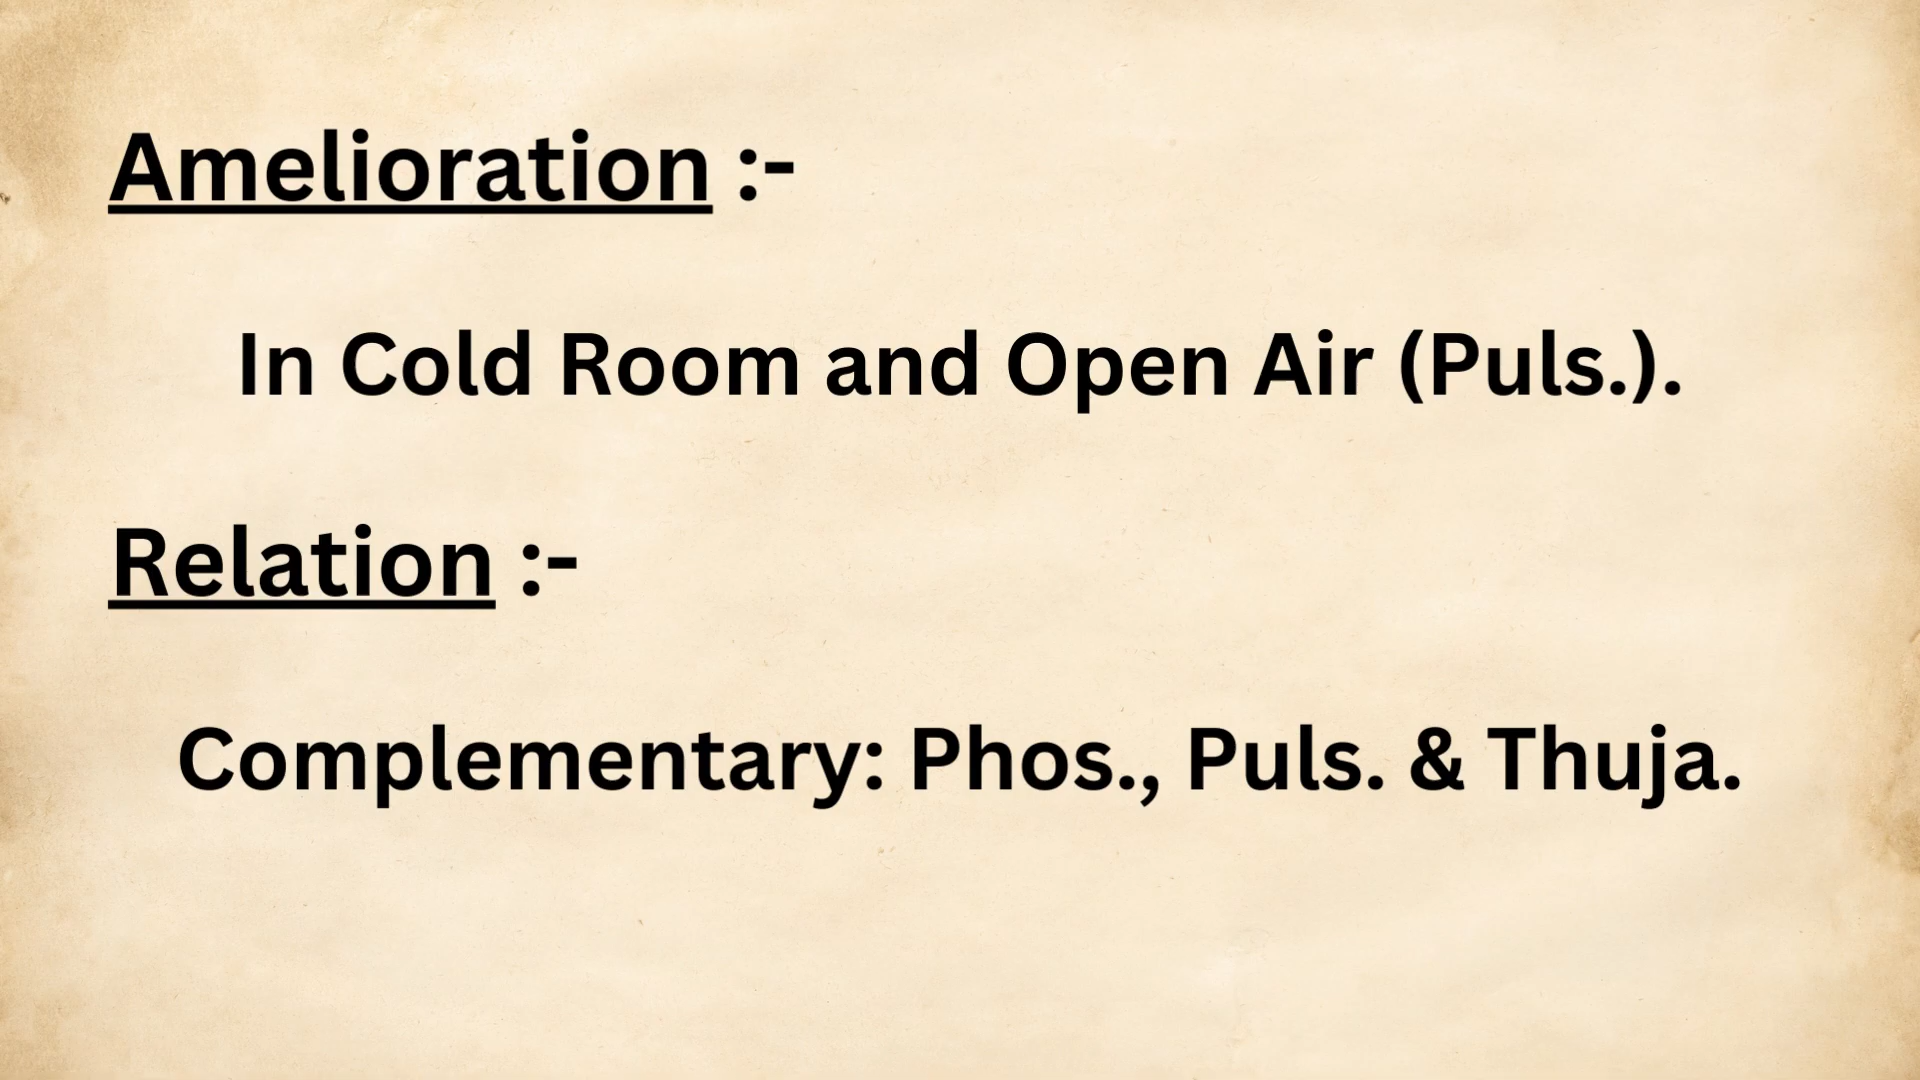 Amelioration :-
In Cold Room and Open Air (Puls.).
Relation :-
Complementary: Phos., Puls. & Thuja.